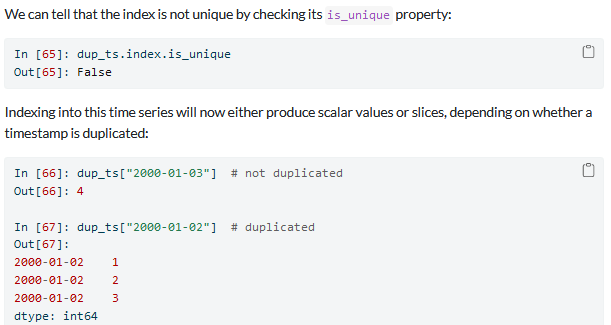 We can tell that the index is not unique by checking its is_unique property:
In [65]: dup_ts.index.is_unique
Out[65]: False
Indexing into this time series will now either produce scalar values or slices, depending on whether a
timestamp is duplicated:
In [66]: dup_ts["2000-01-03"]  # not duplicated
Out[66]: 4
In [67]: dup_ts["2000-01-02"]  # duplicated
Out[67]:
2000-01-02    1
2000-01-02    2
2000-01-02    3
dtype: int64